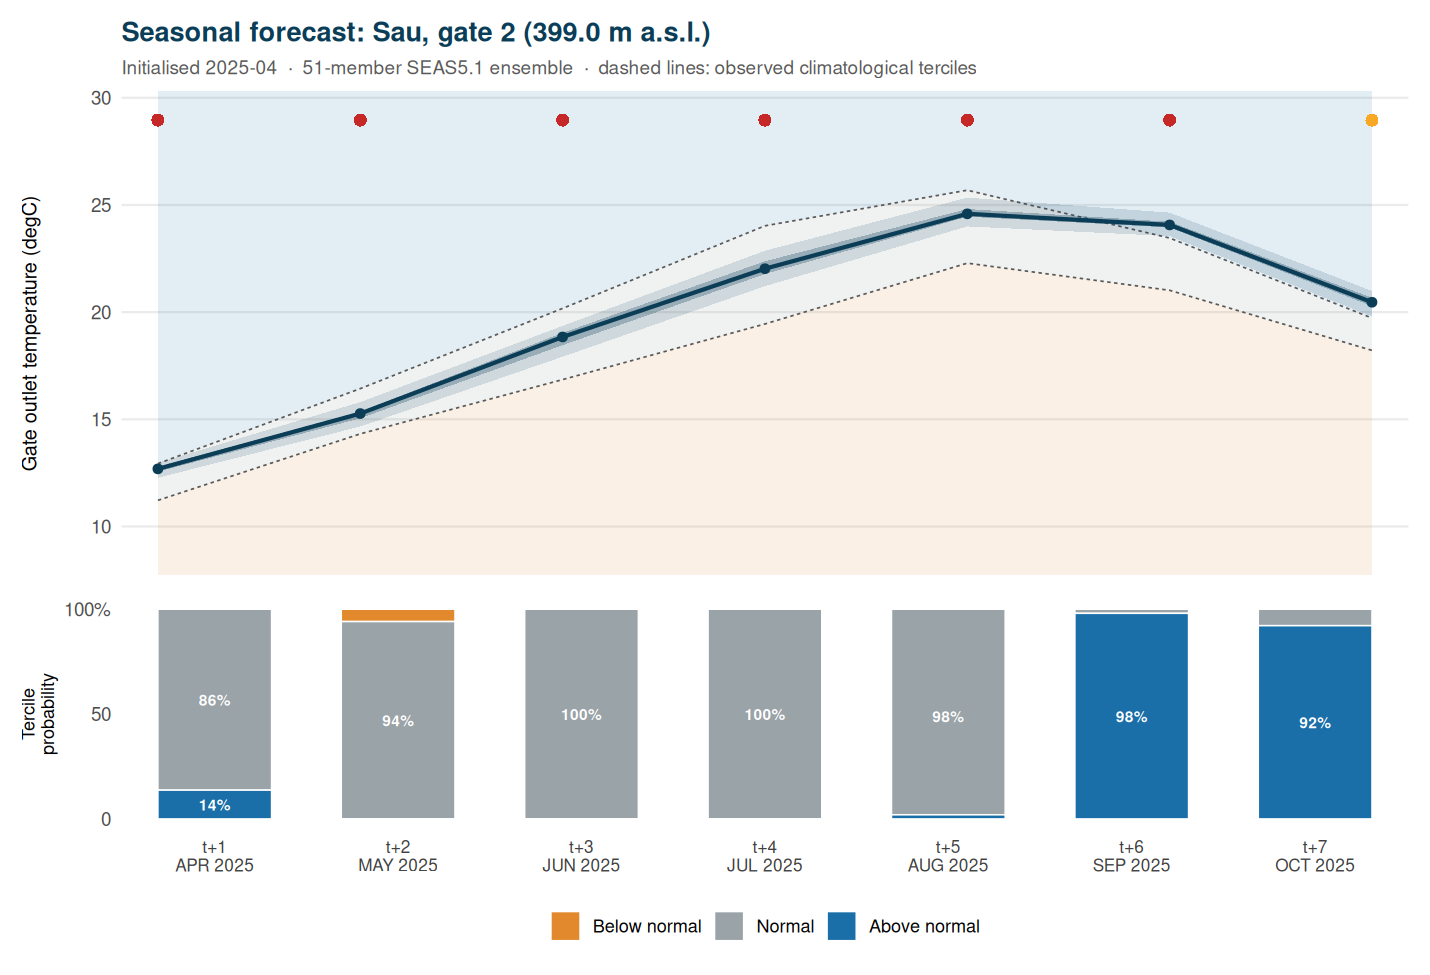 Seasonal forecast: Sau, gate 2 (399.0 m a.s.l.)
Initialised 2025-04 · 51-member SEAS5.1 ensemble · dashed lines: observed climatological terciles
Gate outlet temperature (degC)
30
25
20
15
10
Tercile
probability
100%
50
0
86%
14%
94%
100%
100%
98%
98%
92%
t+1
APR 2025
t+2
MAY 2025
t+3
JUN 2025
t+4
JUL 2025
t+5
AUG 2025
t+6
SEP 2025
t+7
OCT 2025
Below normal
Normal
Above normal